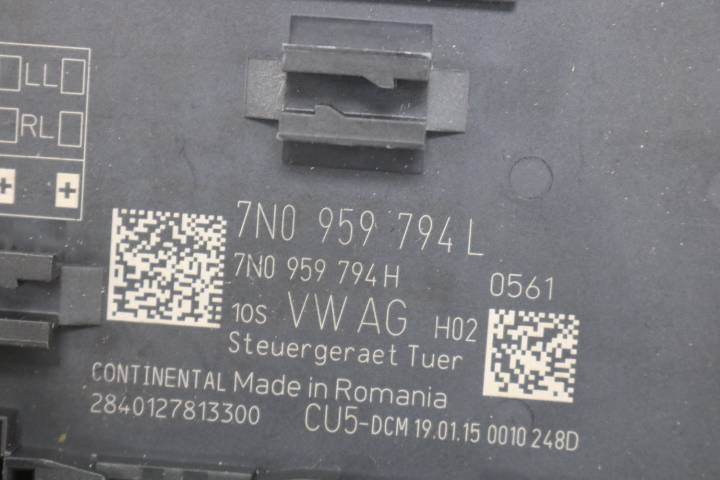 LL
RL
+ +
7N0 959 794 L
7N0 959 794 H 0561
10S VW AG H02
Steuergeraet Tuer
CONTINENTAL Made in Romania
2840127813300 CU5-DCM 19.01.15 0010 248D